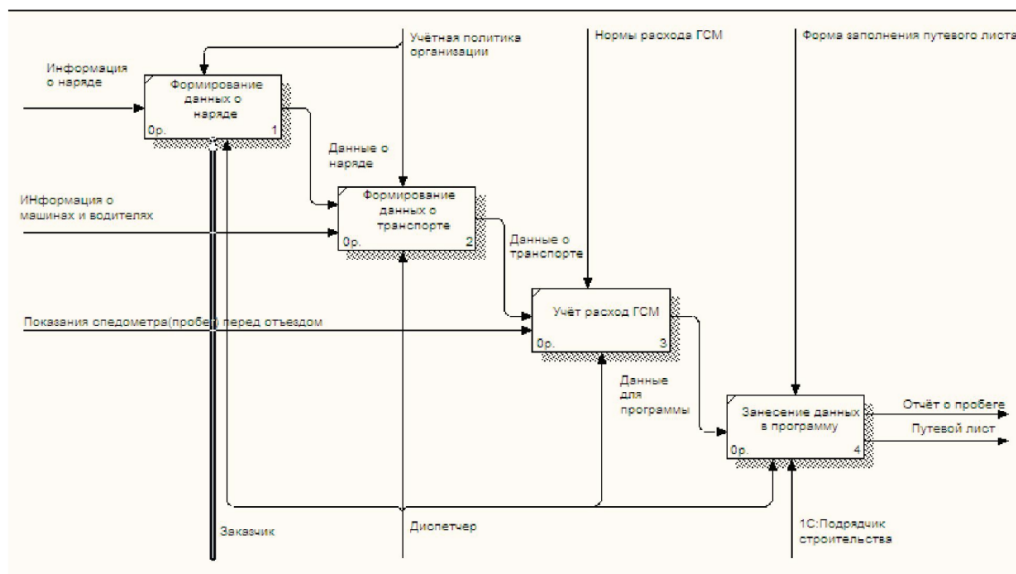 Учётная политика
организации
Нормы расхода ГСМ
Форма заполнения путевого листа
Информация
о наряде
Формирование
данных о
наряде
0р.
1
Данные о
наряде
ИНформация о
машинах и водителях
Формирование
данных о
транспорте
0р.
2
Данные о
транспорте
Показания спедометра(пробег) перед отъездом
Учёт расход ГСМ
0р.
3
Данные
для
программы
Занесение данных
в программу
0р.
4
Отчёт о пробеге
Путевой лист
Заказчик
Диспетчер
1С:Подрядчик
строительства